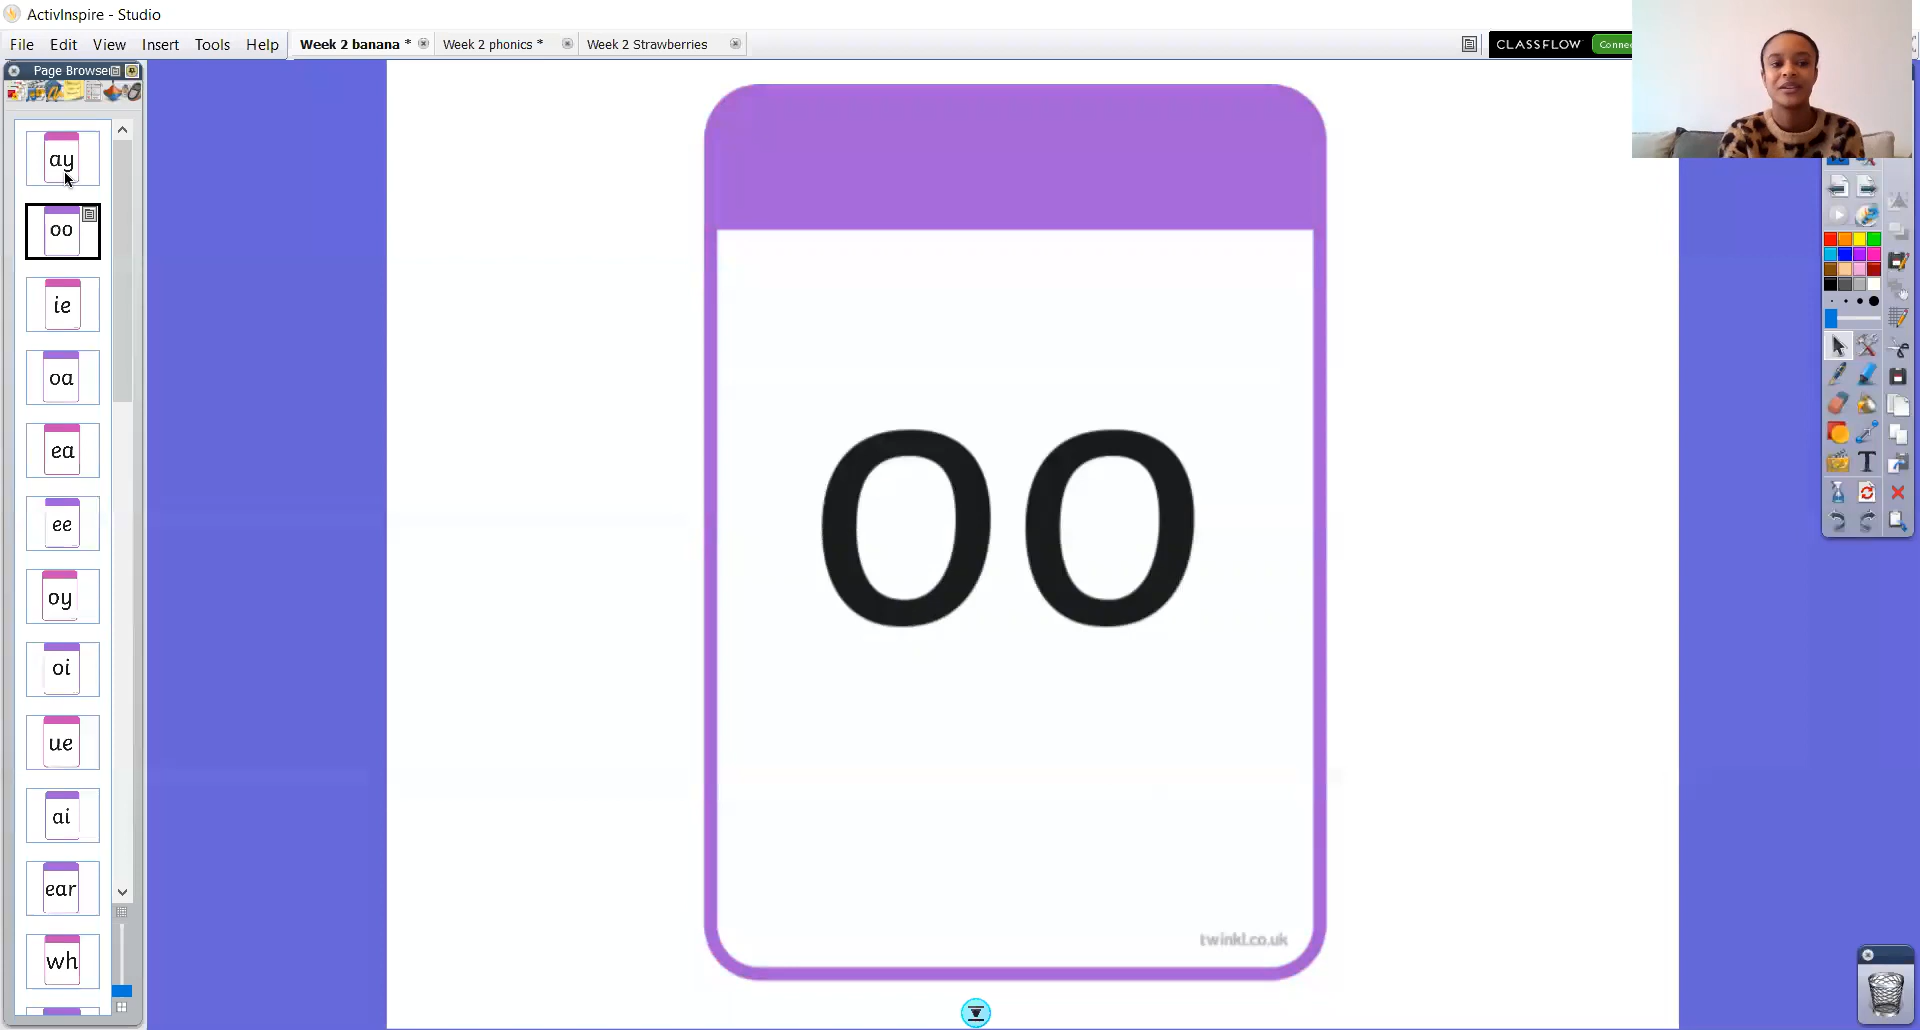 ActivInspire - Studio
File Edit View Insert Tools Help
Week 2 banana * Week 2 phonics * Week 2 Strawberries
CLASSFLOW
Page Browser
ay
oo
ie
oa
ea
ee
oy
oi
ue
ai
ear
wh
oo
twinkl.co.uk